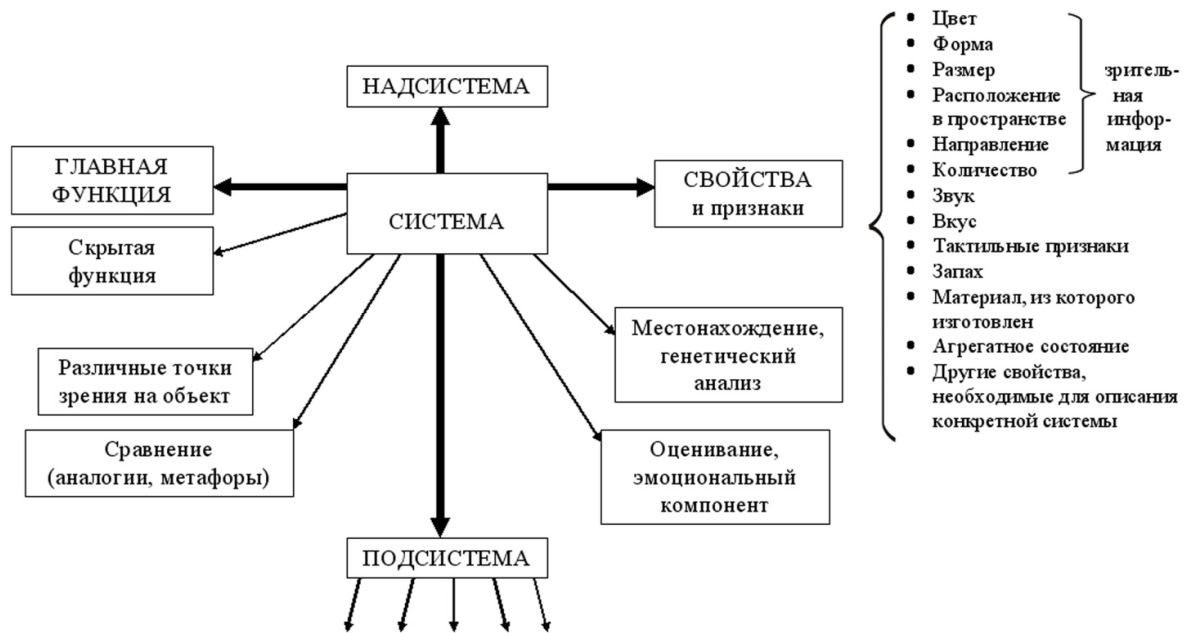 НАДСИСТЕМА
ГЛАВНАЯ
ФУНКЦИЯ
СИСТЕМА
СВОЙСТВА
и признаки
Скрытая
функция
Различные точки
зрения на объект
Сравнение
(аналогии, метафоры)
Местонахождение,
генетический
анализ
Оценивание,
эмоциональный
компонент
ПОДСИСТЕМА
• Цвет
• Форма
• Размер
• Расположение
в пространстве
• Направление
• Количество
• Звук
• Вкус
• Тактильные признаки
• Запах
• Материал, из которого
изготовлен
• Агрегатное состояние
• Другие свойства,
необходимые для описания
конкретной системы
зритель-
ная
инфор-
мация